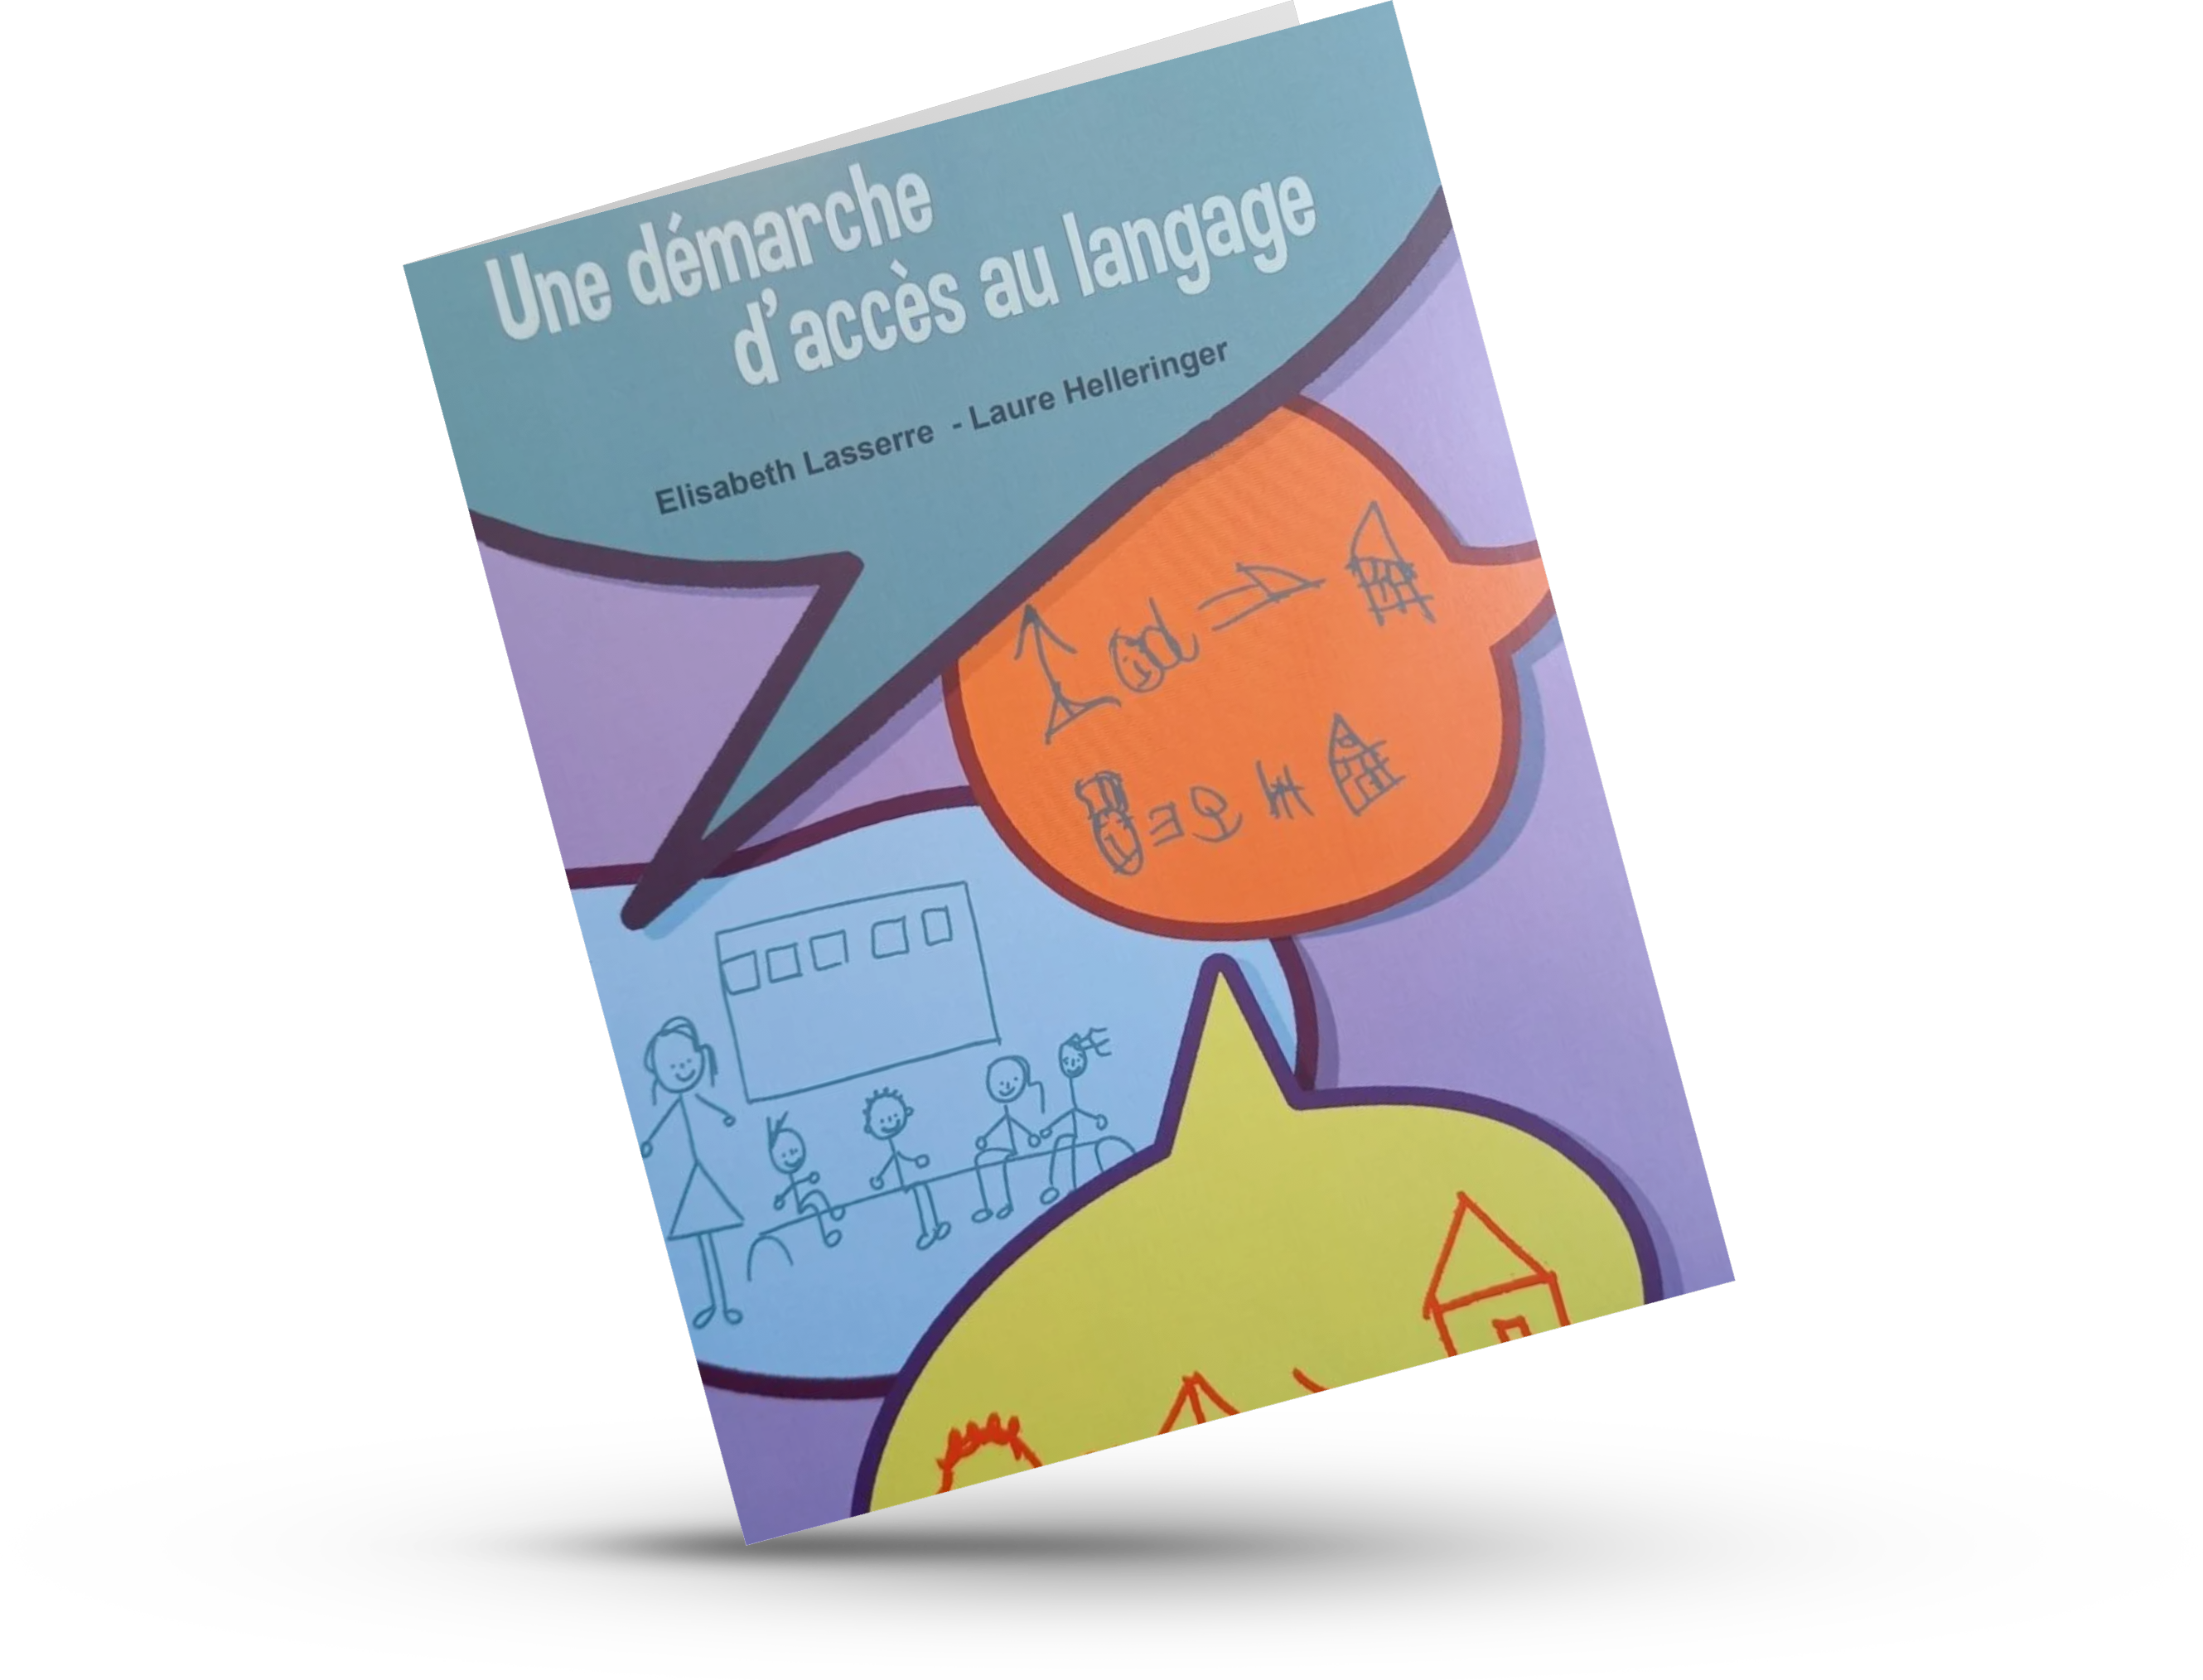 Une démarche
d'accès au langage
Elisabeth Lasserre - Laure Helleringer